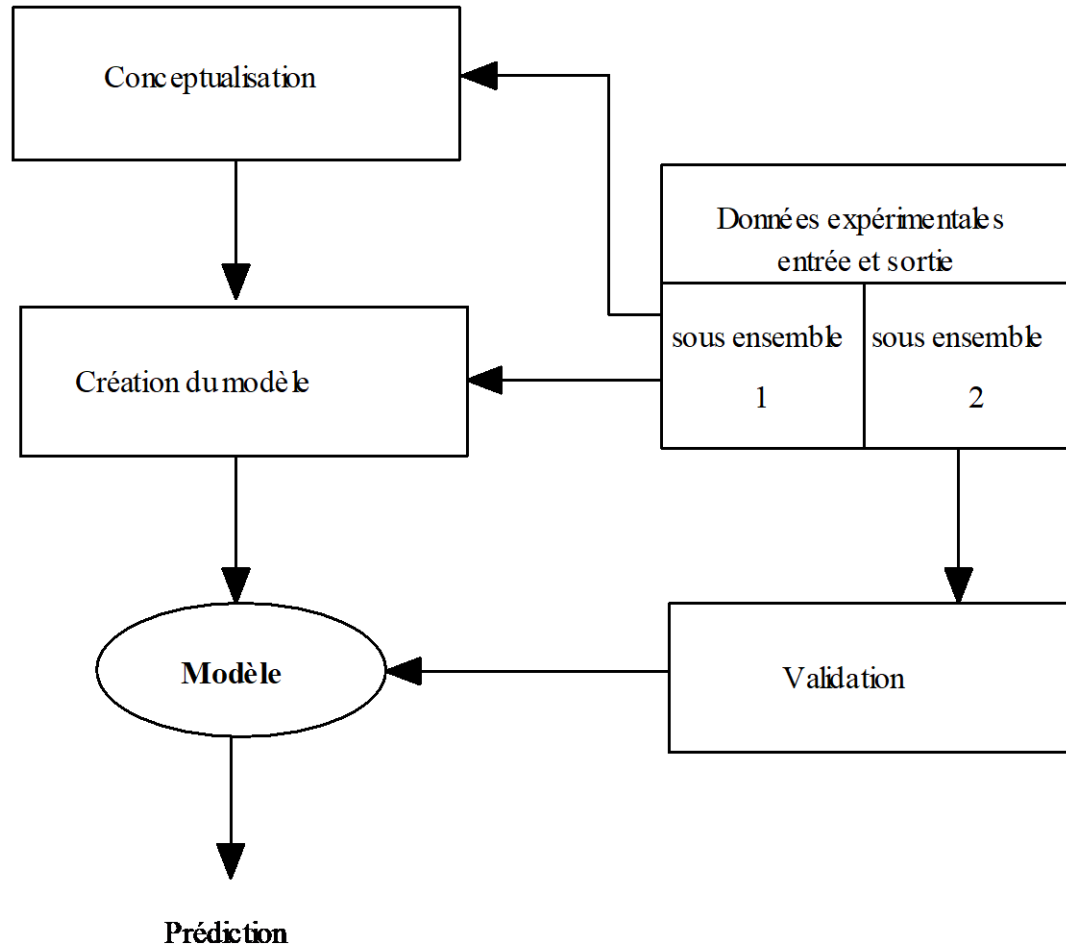 Conceptualisation
Données expérimentales
entrée et sortie
sous ensemble
1
sous ensemble
2
Création du modèle
Modèle
Validation
Prédiction